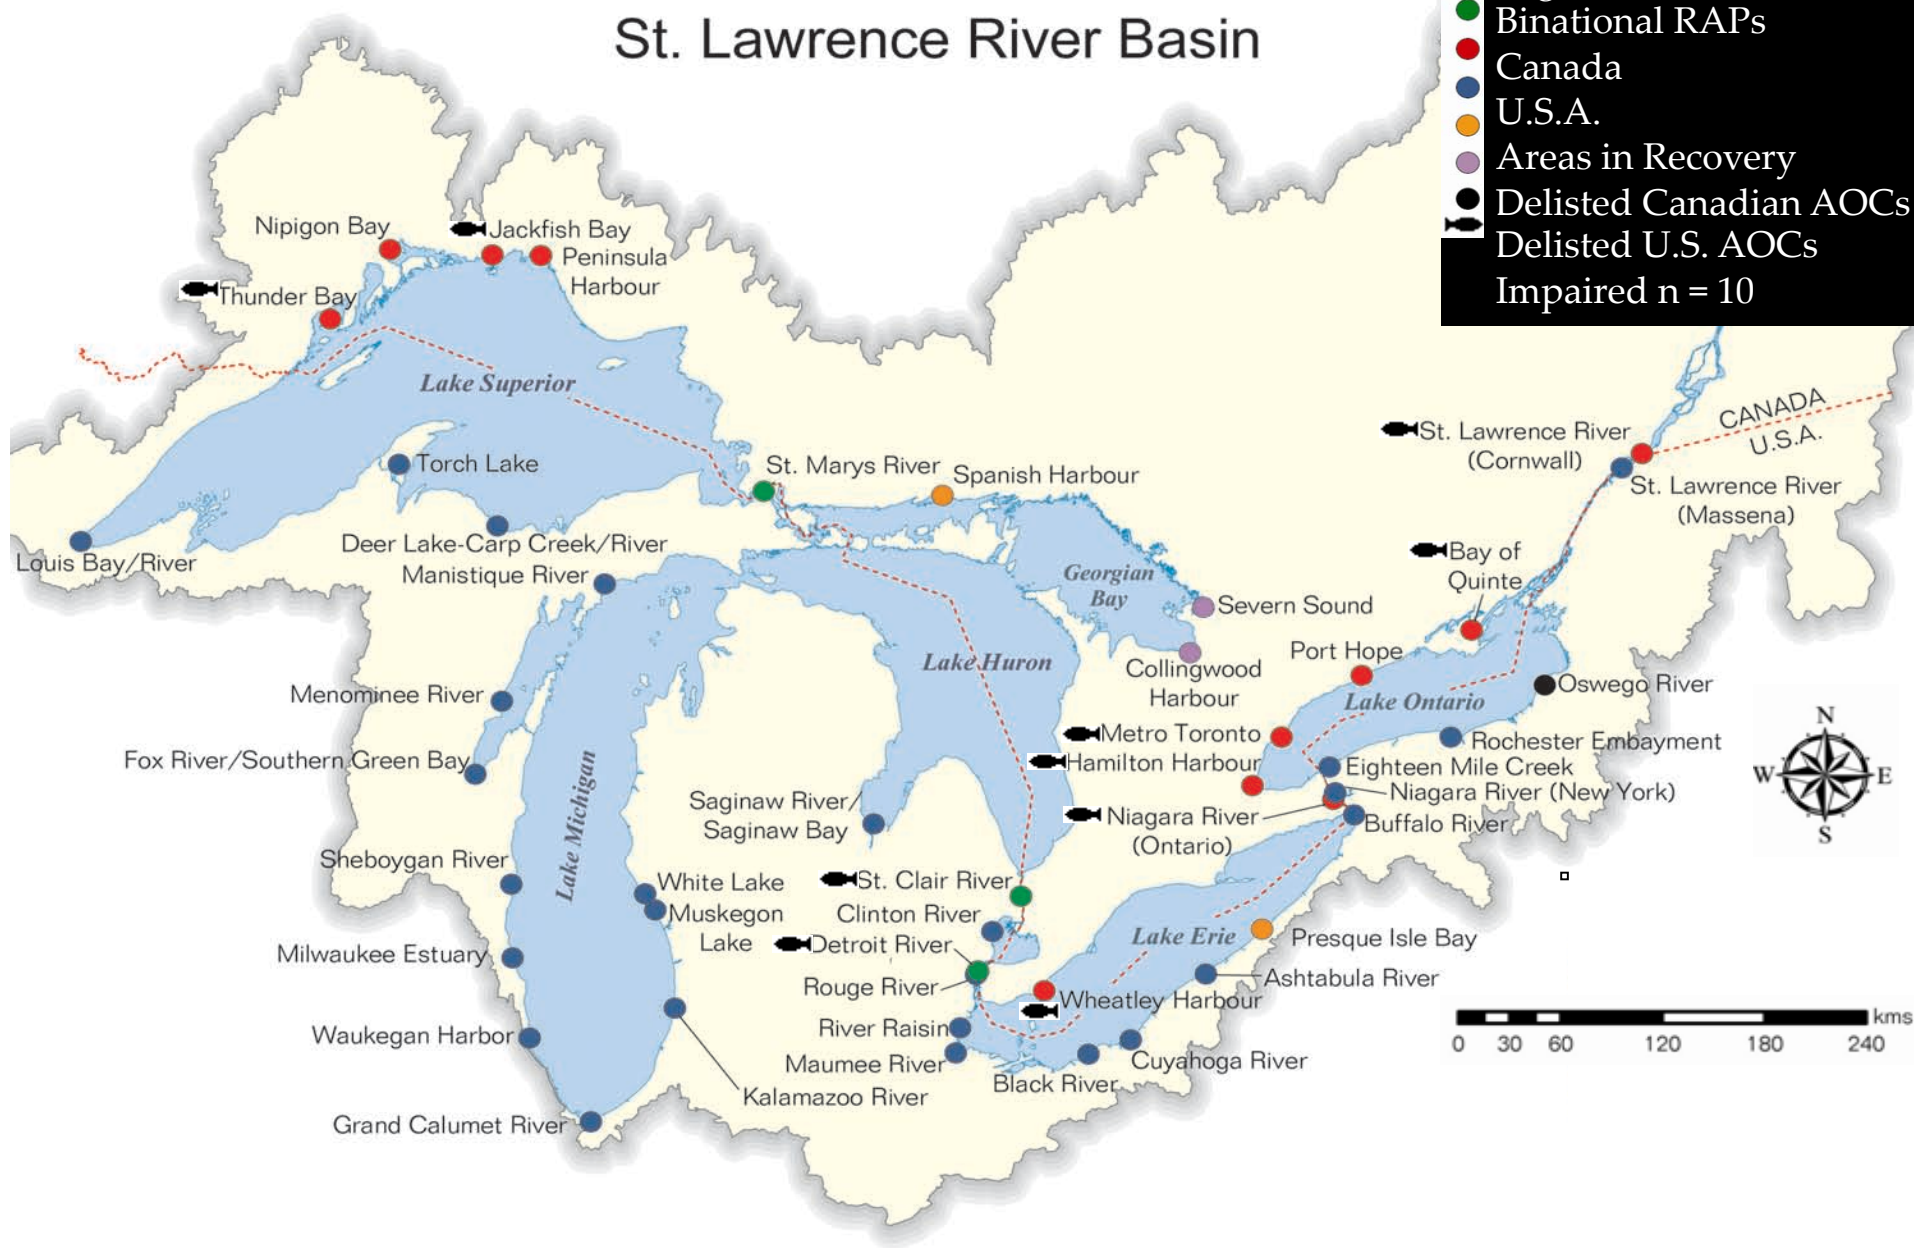 St. Lawrence River Basin
Binational RAPs
Canada
U.S.A.
Areas in Recovery
Delisted Canadian AOCs
Delisted U.S. AOCs
Impaired n = 10
Nipigon Bay
Jackfish Bay
Peninsula
Harbour
Thunder Bay
Lake Superior
Torch Lake
St. Marys River
Spanish Harbour
St. Lawrence River
(Cornwall)
CANADA
U.S.A.
St. Lawrence River
(Massena)
Louis Bay/River
Deer Lake-Carp Creek/River
Manistique River
Georgian
Bay
Bay of
Quinte
Severn Sound
Port Hope
Collingwood
Harbour
Lake Huron
Menominee River
Lake Ontario
Oswego River
Metro Toronto
Hamilton Harbour
Rochester Embayment
Fox River/Southern Green Bay
Eighteen Mile Creek
Niagara River (New York)
Saginaw River/
Saginaw Bay
Niagara River
(Ontario)
Buffalo River
Lake Michigan
N
W
E
S
Sheboygan River
White Lake
Muskegon
Lake
St. Clair River
Clinton River
Detroit River
Lake Erie
Presque Isle Bay
Milwaukee Estuary
Rouge River
Ashtabula River
Wheatley Harbour
Waukegan Harbor
River Raisin
Maumee River
Cuyahoga River
Black River
Kalamazoo River
Grand Calumet River
kms
0 30 60 120 180 240